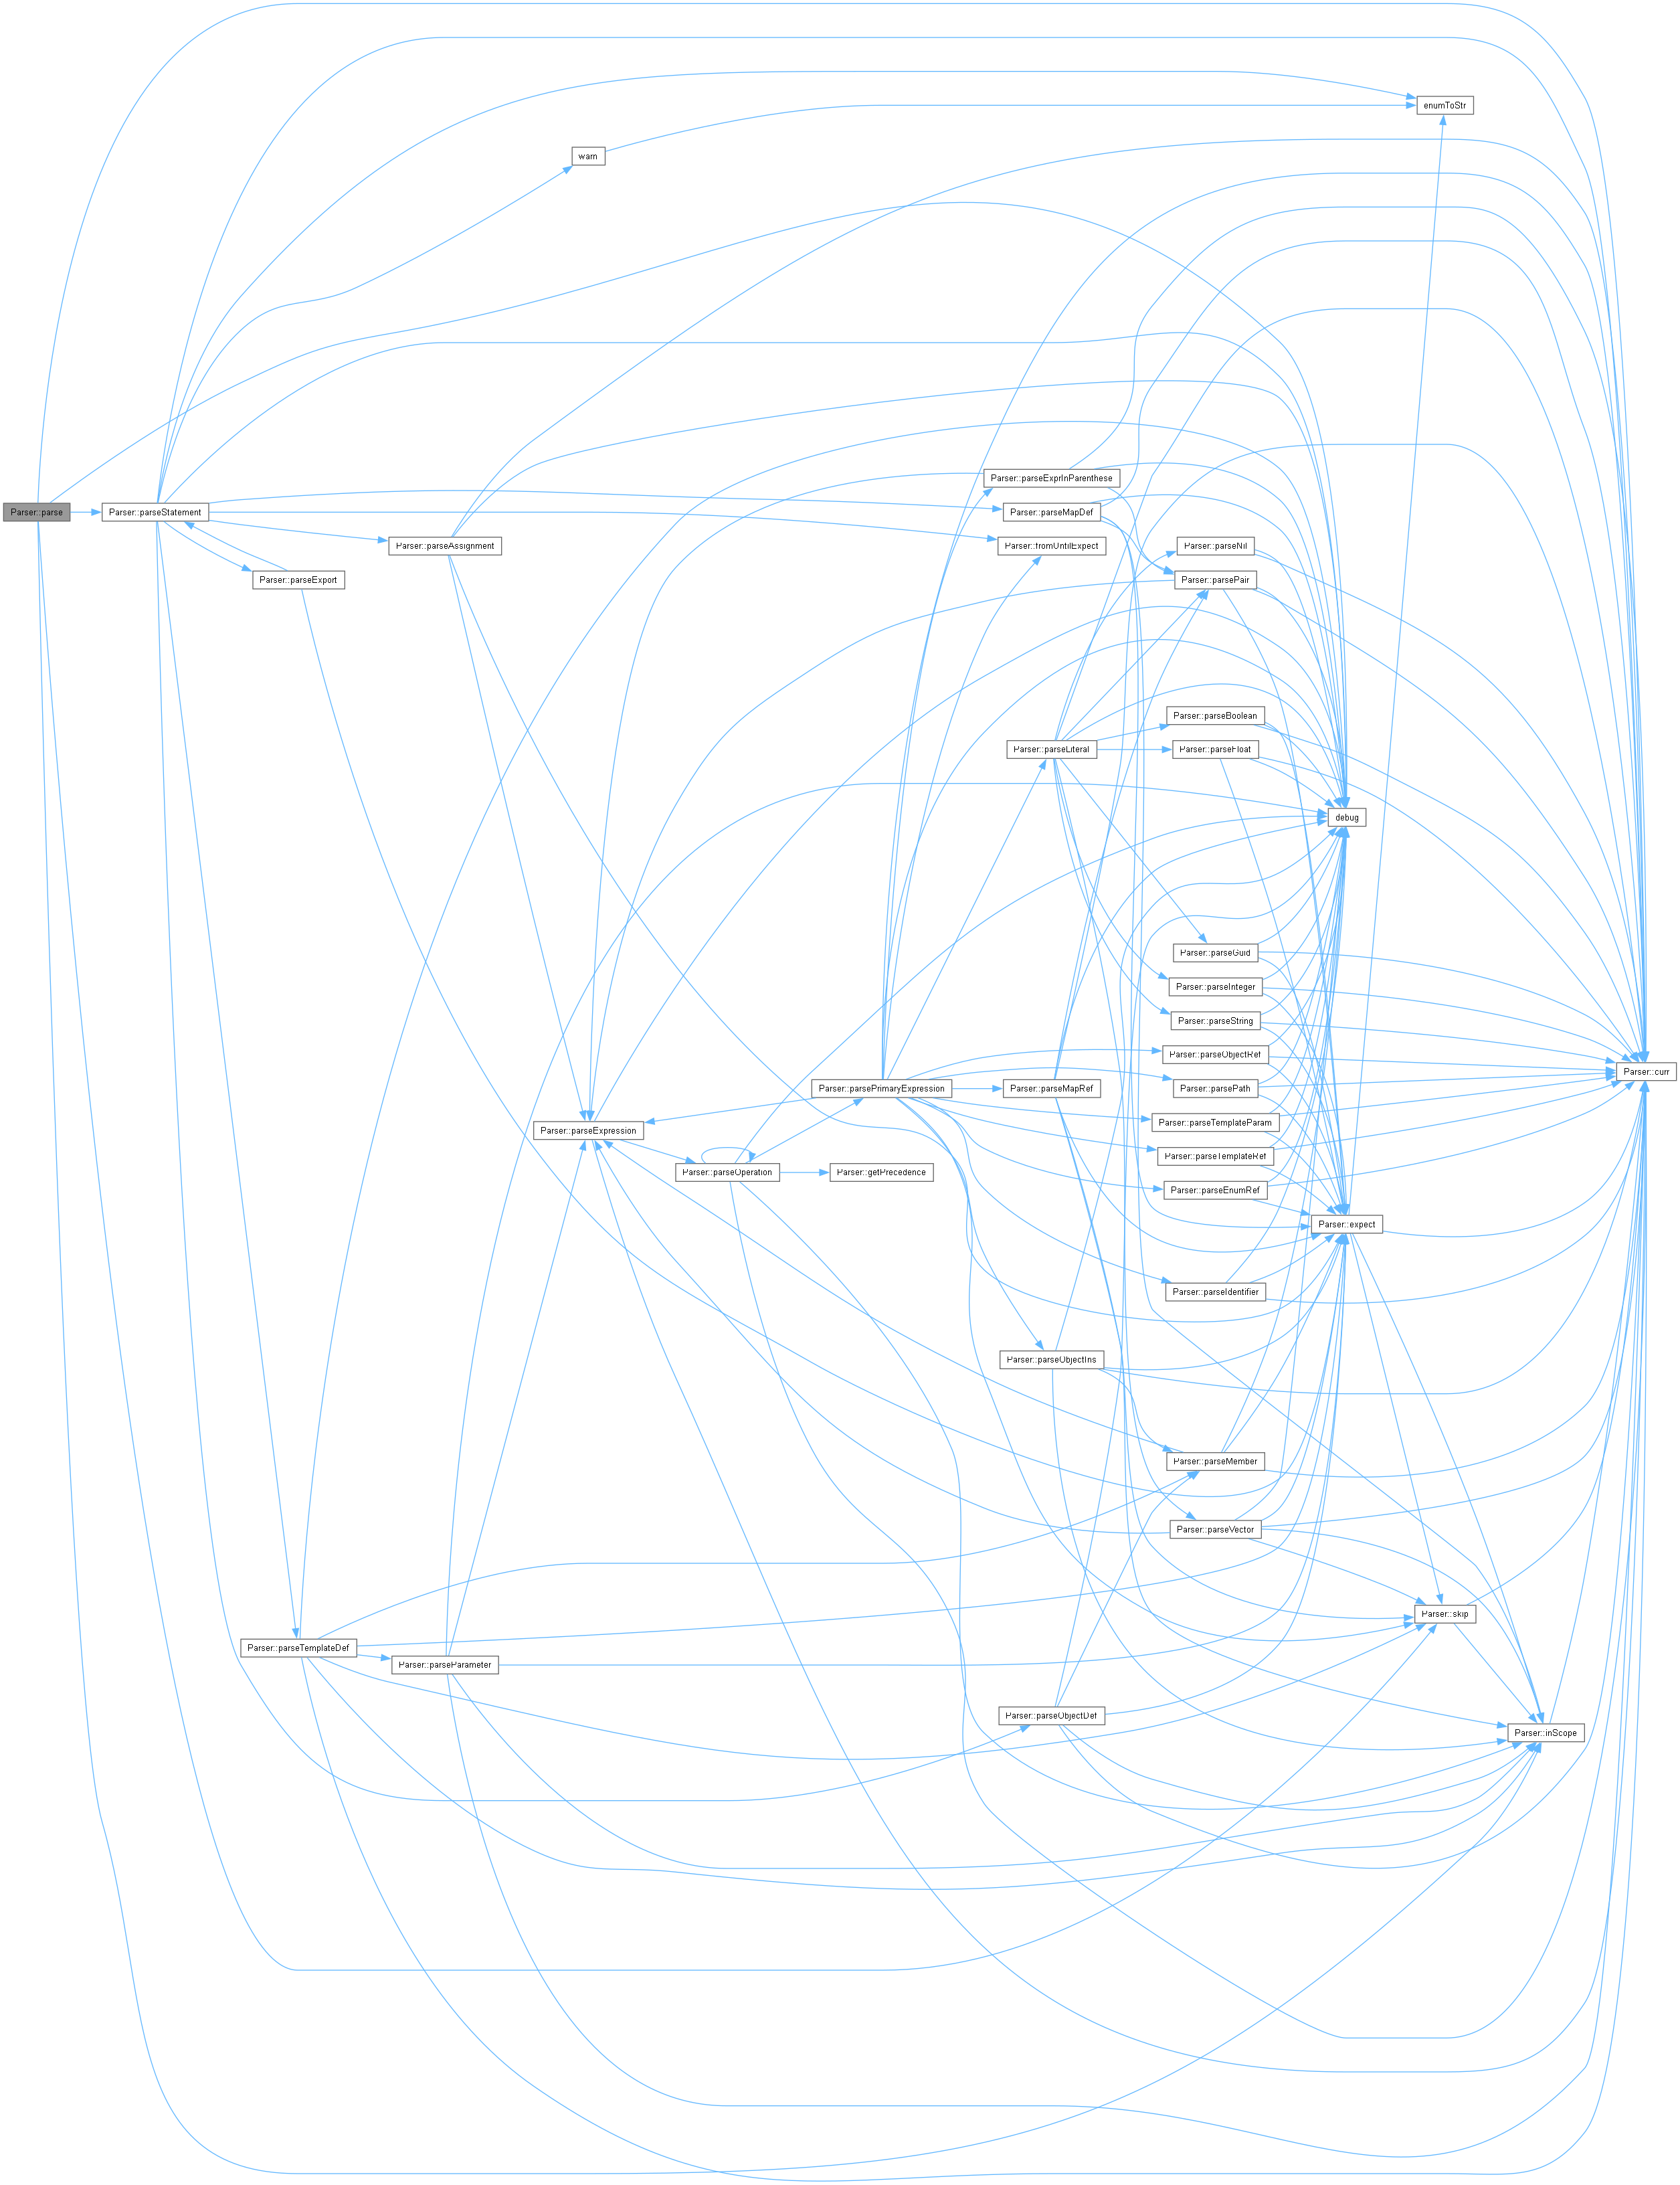 enumToStr
warn
Parser::parseExprInParenthese
Parser::parse
Parser::parseStatement
Parser::parseMapDef
Parser::parseAssignment
Parser::fromUntilExpect
Parser::parseNil
Parser::parseExport
Parser::parsePair
Parser::parseBoolean
Parser::parseLiteral
Parser::parseFloat
debug
Parser::parseGuid
Parser::parseInteger
Parser::parseString
Parser::parseObjectRef
Parser::curr
Parser::parsePrimaryExpression
Parser::parseMapRef
Parser::parsePath
Parser::parseTemplateParam
Parser::parseExpression
Parser::parseTemplateRef
Parser::parseOperation
Parser::getPrecedence
Parser::parseEnumRef
Parser::expect
Parser::parseIdentifier
Parser::parseObjectIns
Parser::parseMember
Parser::parseVector
Parser::skip
Parser::parseTemplateDef
Parser::parseParameter
Parser::parseObjectDef
Parser::inScope